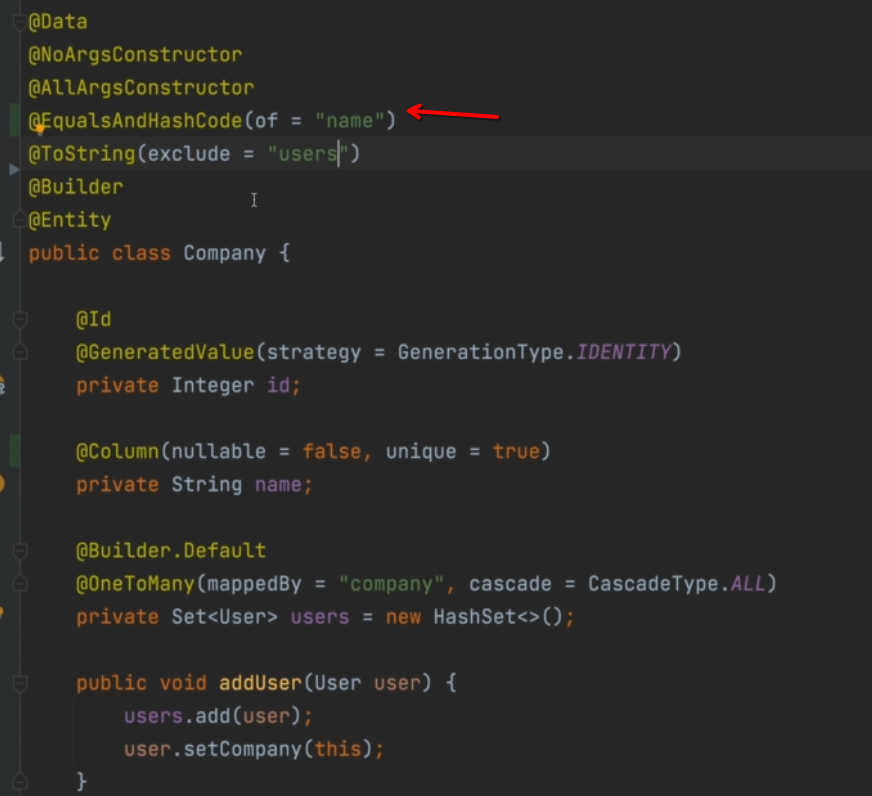 @Data
@NoArgsConstructor
@AllArgsConstructor
@EqualsAndHashCode(of = "name")
@ToString(exclude = "users")
@Builder
@Entity
public class Company {
@Id
@GeneratedValue(strategy = GenerationType.IDENTITY)
private Integer id;
@Column(nullable = false, unique = true)
private String name;
@Builder.Default
@OneToMany(mappedBy = "company", cascade = CascadeType.ALL)
private Set<User> users = new HashSet<>();
public void addUser(User user) {
users.add(user);
user.setCompany(this);
}